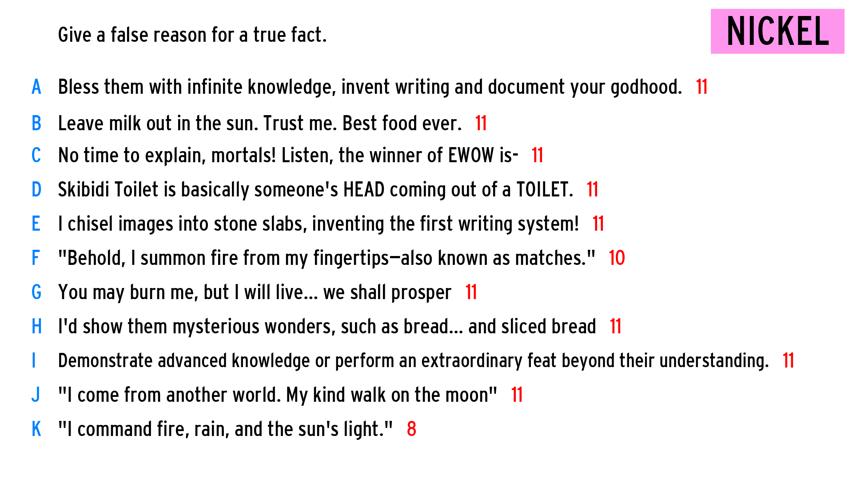 Give a false reason for a true fact.
NICKEL
A Bless them with infinite knowledge, invent writing and document your godhood. 11
B Leave milk out in the sun. Trust me. Best food ever. 11
C No time to explain, mortals! Listen, the winner of EWOW is- 11
D Skibidi Toilet is basically someone's HEAD coming out of a TOILET. 11
E I chisel images into stone slabs, inventing the first writing system! 11
F "Behold, I summon fire from my fingertips—also known as matches." 10
G You may burn me, but I will live... we shall prosper 11
H I'd show them mysterious wonders, such as bread... and sliced bread 11
I Demonstrate advanced knowledge or perform an extraordinary feat beyond their understanding. 11
J "I come from another world. My kind walk on the moon" 11
K "I command fire, rain, and the sun's light." 8